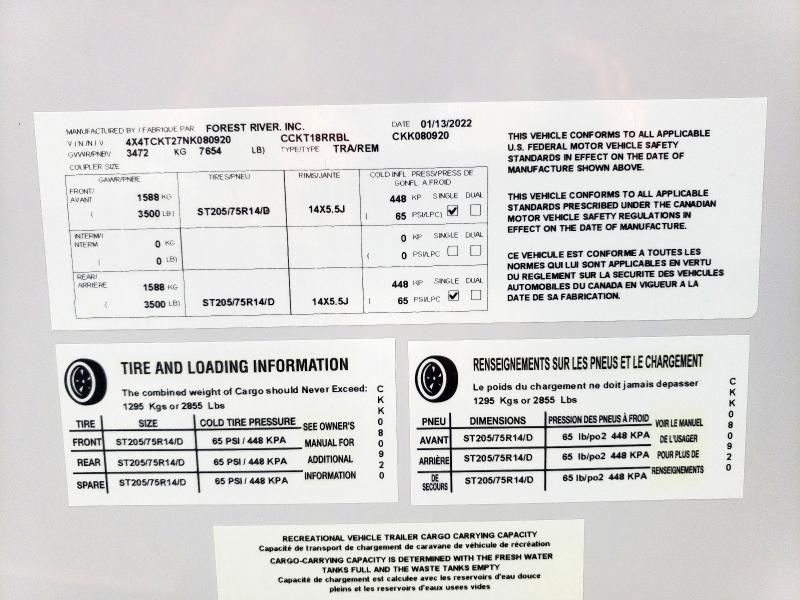 MANUFACTURED BY / FABRIQUE PAR FOREST RIVER, INC. DATE 01/13/2022
V.I.N./N.I.V. 4X4TCKT27NK080920 CCKT18RRBL CKK080920
GVWR/PNBV 3472 KG 7654 LB) TYPE/TYPE TRA/REM
COUPLER SIZE
GAWR/PNBE TIRES/PNEU RIMS/JANTE COLD INFL PRESS/PRESS DE
GONFL A FROID
FRONT/
AVANT 1588 KG 448 KP SINGLE DUAL
( 3500 LB) ST205/75R14/D 14X5.5J ( 65 PSI/LPC)
INTERM/
INTERM 0 KG 0 KP SINGLE DUAL
( 0 LB) ( 0 PSI/LPC
REAR/
ARRIERE 1588 KG 448 KP SINGLE DUAL
( 3500 LB) ST205/75R14/D 14X5.5J ( 65 PSI/LPC
THIS VEHICLE CONFORMS TO ALL APPLICABLE
U.S. FEDERAL MOTOR VEHICLE SAFETY
STANDARDS IN EFFECT ON THE DATE OF
MANUFACTURE SHOWN ABOVE.
THIS VEHICLE CONFORMS TO ALL APPLICABLE
STANDARDS PRESCRIBED UNDER THE CANADIAN
MOTOR VEHICLE SAFETY REGULATIONS IN
EFFECT ON THE DATE OF MANUFACTURE.
CE VEHICULE EST CONFORME A TOUTES LES
NORMES QUI LUI SONT APPLICABLES EN VERTU
DU REGLEMENT SUR LA SECURITE DES VEHICULES
AUTOMOBILES DU CANADA EN VIGUEUR A LA
DATE DE SA FABRICATION.
TIRE AND LOADING INFORMATION
The combined weight of Cargo should Never Exceed:
1295 Kgs or 2855 Lbs
TIRE SIZE COLD TIRE PRESSURE SEE OWNER'S
FRONT ST205/75R14/D 65 PSI / 448 KPA MANUAL FOR
REAR ST205/75R14/D 65 PSI / 448 KPA ADDITIONAL
SPARE ST205/75R14/D 65 PSI / 448 KPA INFORMATION
CKK080920
RENSEIGNEMENTS SUR LES PNEUS ET LE CHARGEMENT
Le poids du chargement ne doit jamais depasser
1295 Kgs or 2855 Lbs
PNEU DIMENSIONS PRESSION DES PNEUS À FROID VOIR LE MANUEL
AVANT ST205/75R14/D 65 lb/po2 448 KPA DE L'USAGER
ARRIÈRE ST205/75R14/D 65 lb/po2 448 KPA POUR PLUS DE
DE
SECOURS ST205/75R14/D 65 lb/po2 448 KPA RENSEIGNEMENTS
CKK080920
RECREATIONAL VEHICLE TRAILER CARGO CARRYING CAPACITY
Capacité de transport de chargement de caravane de véhicule de récréation
CARGO-CARRYING CAPACITY IS DETERMINED WITH THE FRESH WATER
TANKS FULL AND THE WASTE TANKS EMPTY
Capacité de chargement est calculee avec les reservoirs d'eau douce
pleins et les reservoirs d'eaux usees vides